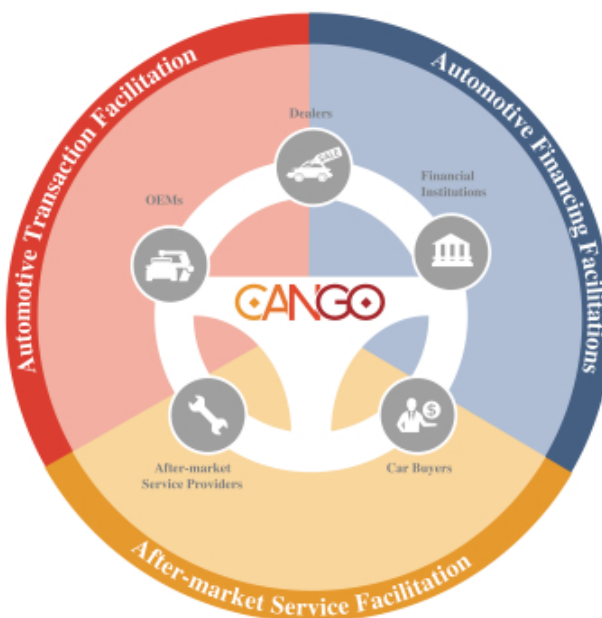 Automotive Transaction Facilitation
Automotive Financing Facilitations
Dealers
SALE
Financial
Institutions
OEMs
CANGO
After-market
Service Providers
Car Buyers
$
After-market Service Facilitation